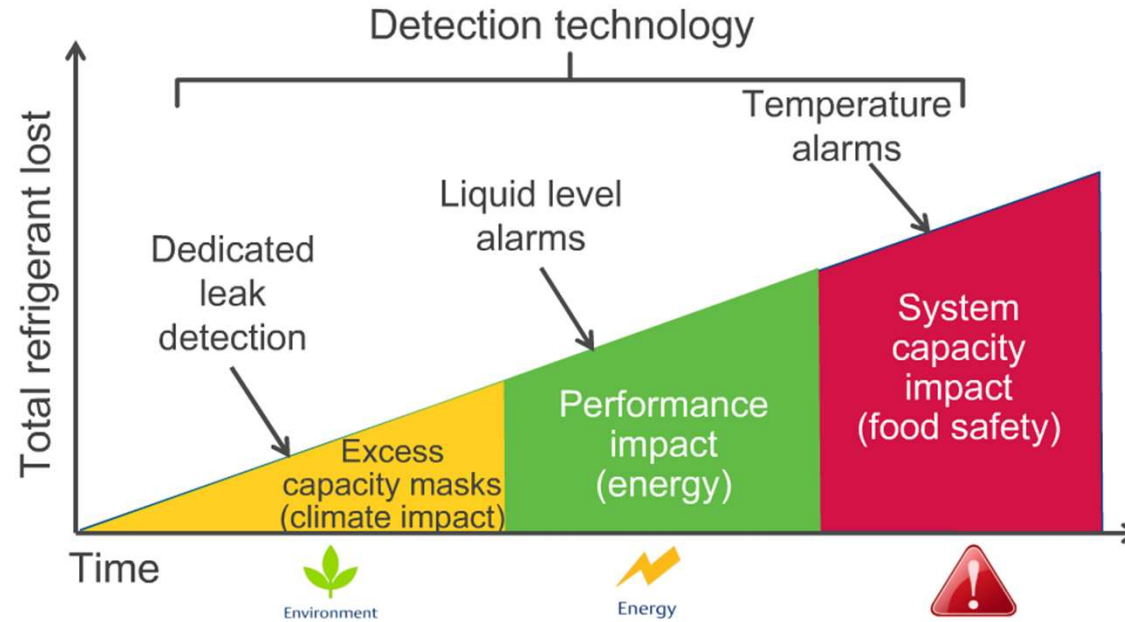 Detection technology
Total refrigerant lost
Temperature
alarms
Liquid level
alarms
Dedicated
leak
detection
Excess
capacity masks
(climate impact)
Performance
impact
(energy)
System
capacity
impact
(food safety)
Time
Environment
Energy
!